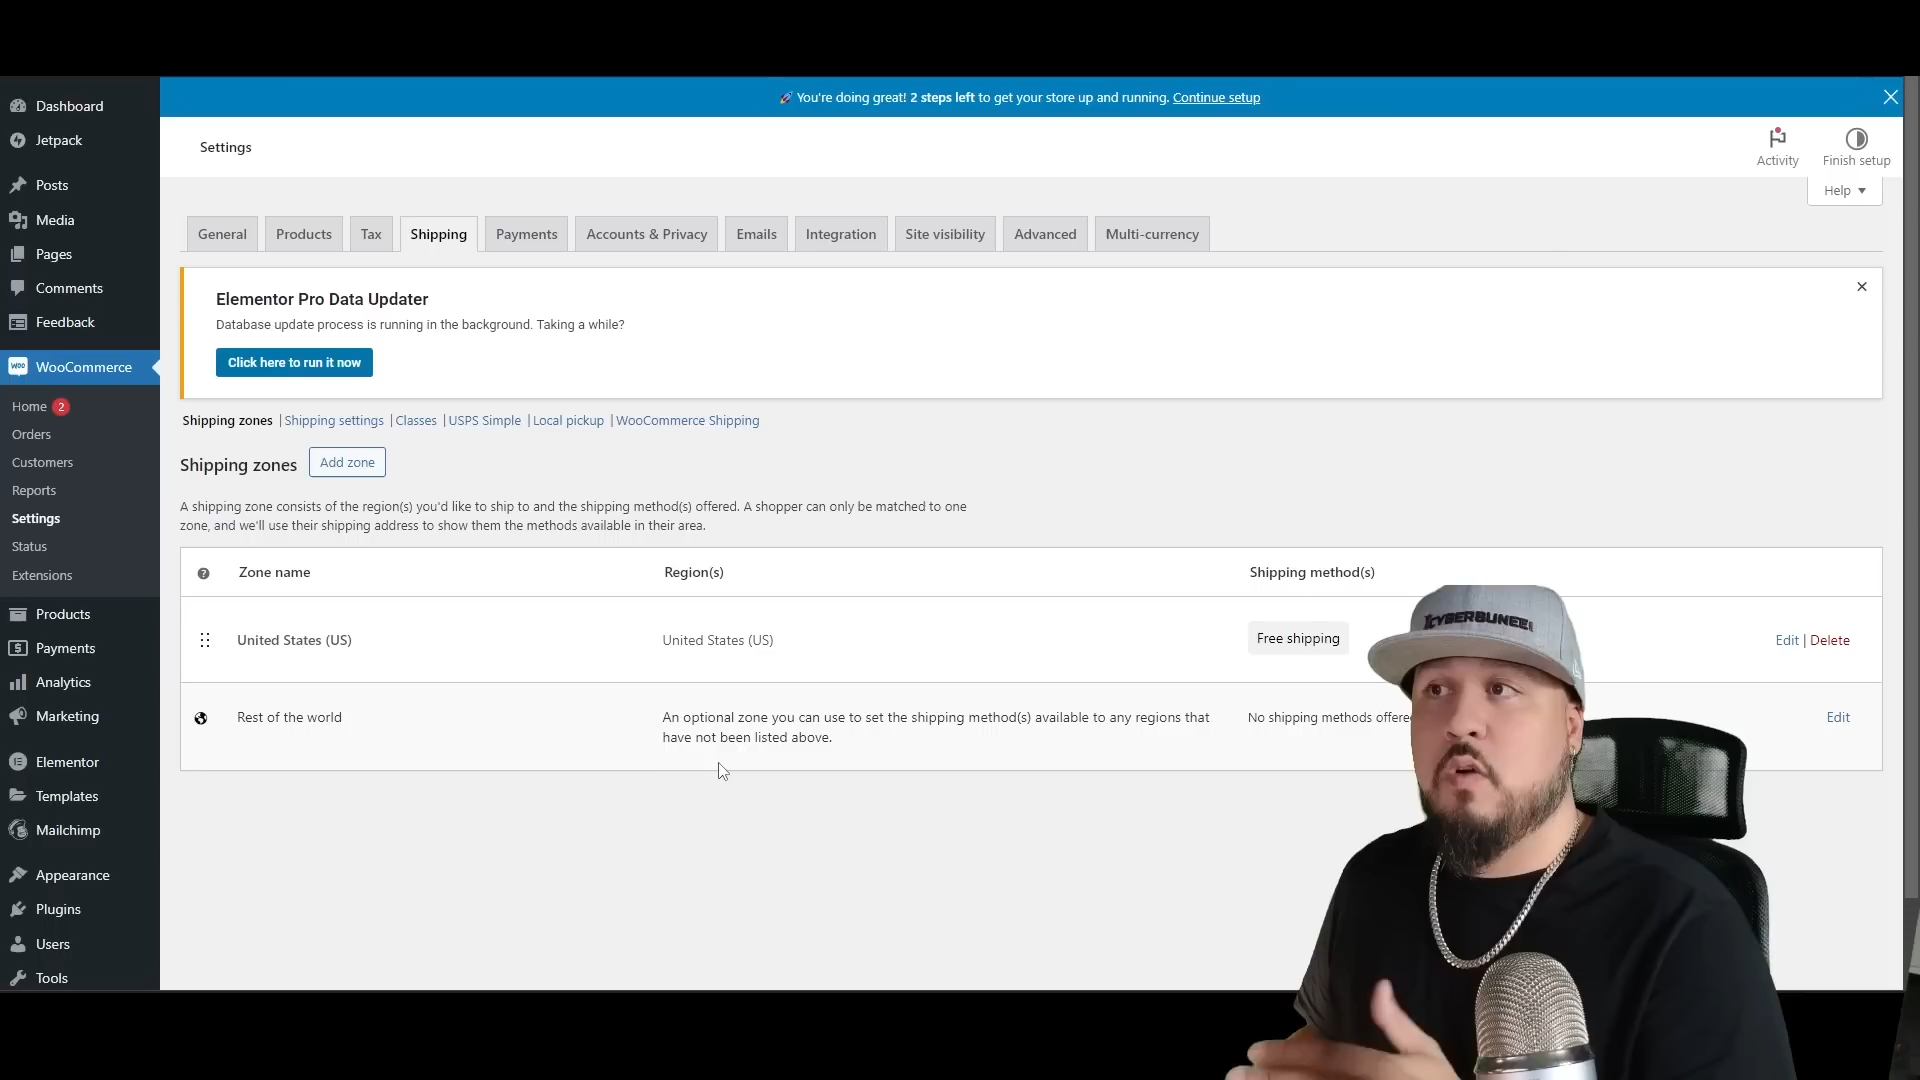 🚀 You're doing great! 2 steps left to get your store up and running. Continue setup
Dashboard
Jetpack
Posts
Media
Pages
Comments
Feedback
WooCommerce
Home 2
Orders
Customers
Reports
Settings
Status
Extensions
Products
Payments
Analytics
Marketing
Elementor
Templates
Mailchimp
Appearance
Plugins
Users
Tools
Settings
Activity
Finish setup
Help
General
Products
Tax
Shipping
Payments
Accounts & Privacy
Emails
Integration
Site visibility
Advanced
Multi-currency
Elementor Pro Data Updater
Database update process is running in the background. Taking a while?
Click here to run it now
Shipping zones | Shipping settings | Classes | USPS Simple | Local pickup | WooCommerce Shipping
Shipping zones
Add zone
A shipping zone consists of the region(s) you'd like to ship to and the shipping method(s) offered. A shopper can only be matched to one
zone, and we'll use their shipping address to show them the methods available in their area.
Zone name
Region(s)
Shipping method(s)
United States (US)
United States (US)
Free shipping
Edit | Delete
Rest of the world
An optional zone you can use to set the shipping method(s) available to any regions that
have not been listed above.
No shipping methods offere
Edit